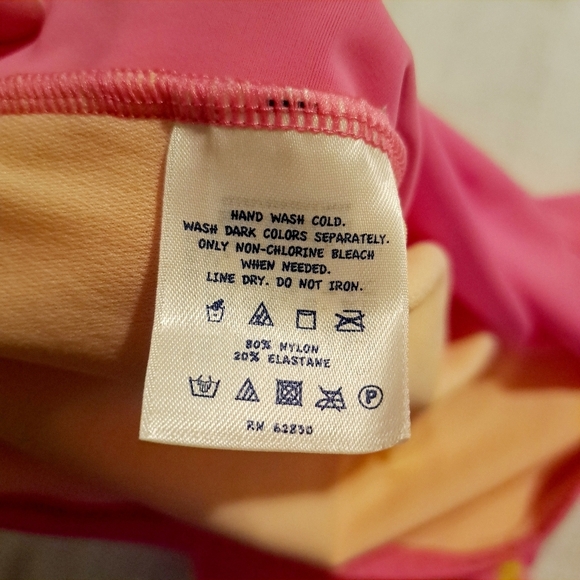 HAND WASH COLD.
WASH DARK COLORS SEPARATELY.
ONLY NON-CHLORINE BLEACH
WHEN NEEDED.
LINE DRY. DO NOT IRON.
80% NYLON
20% ELASTANE
P
RN 62830